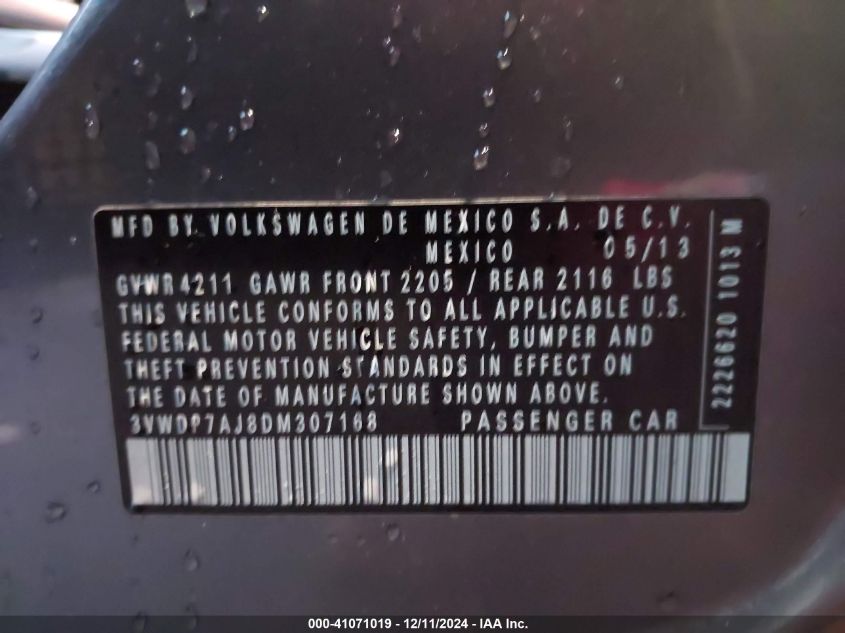 MFD BY VOLKSWAGEN DE MEXICO S.A. DE C.V.
MEXICO 05/13
GVWR 4211 GAWR FRONT 2205 / REAR 2116 LBS
THIS VEHICLE CONFORMS TO ALL APPLICABLE U.S.
FEDERAL MOTOR VEHICLE SAFETY, BUMPER AND
THEFT PREVENTION STANDARDS IN EFFECT ON
THE DATE OF MANUFACTURE SHOWN ABOVE.
3VWDP7AJ8DM307168 PASSENGER CAR
2226620 1013 M
000-41071019 - 12/11/2024 - IAA Inc.